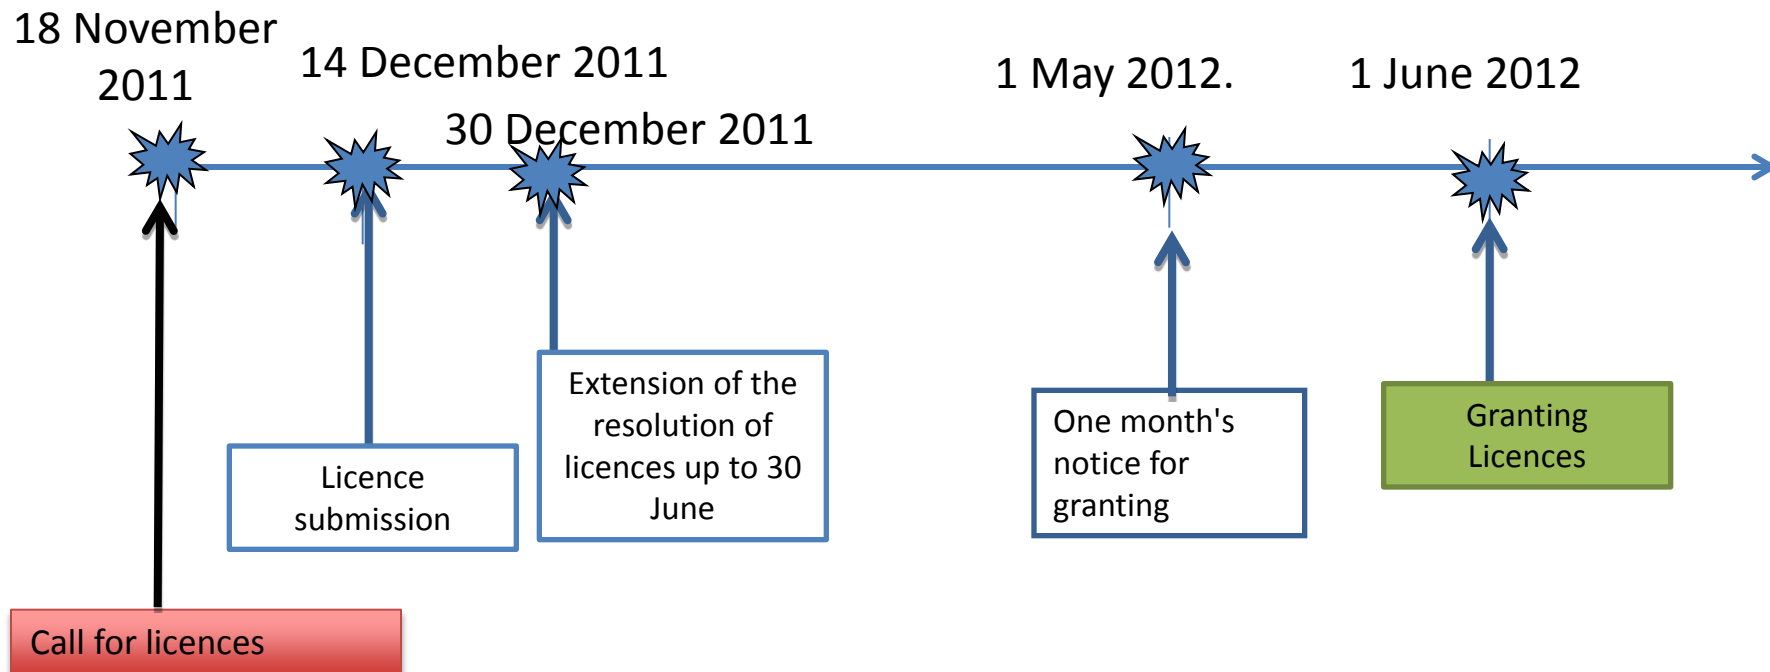 18 November
2011
14 December 2011
30 December 2011
1 May 2012.
1 June 2012
Extension of the
resolution of
licences up to 30
June
Licence
submission
One month's
notice for
granting
Granting
Licences
Call for licences